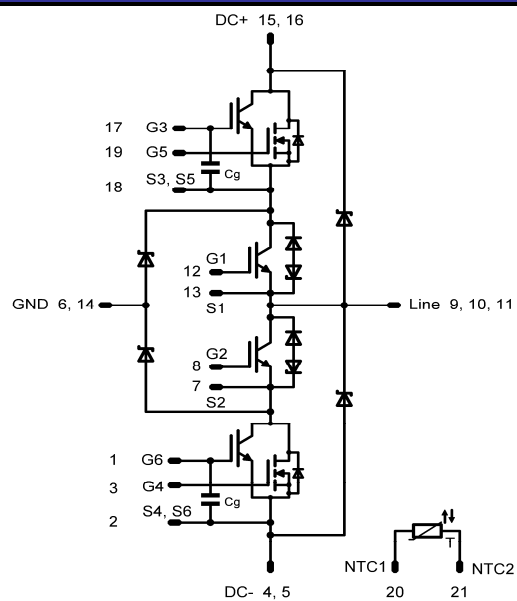 DC+ 15, 16
17 G3
19 G5
Cg
18 S3, S5
G1
12
13
S1
GND 6, 14
Line 9, 10, 11
G2
8
7
S2
1 G6
3 G4
Cg
2 S4, S6
T
NTC1 NTC2
20 21
DC- 4, 5